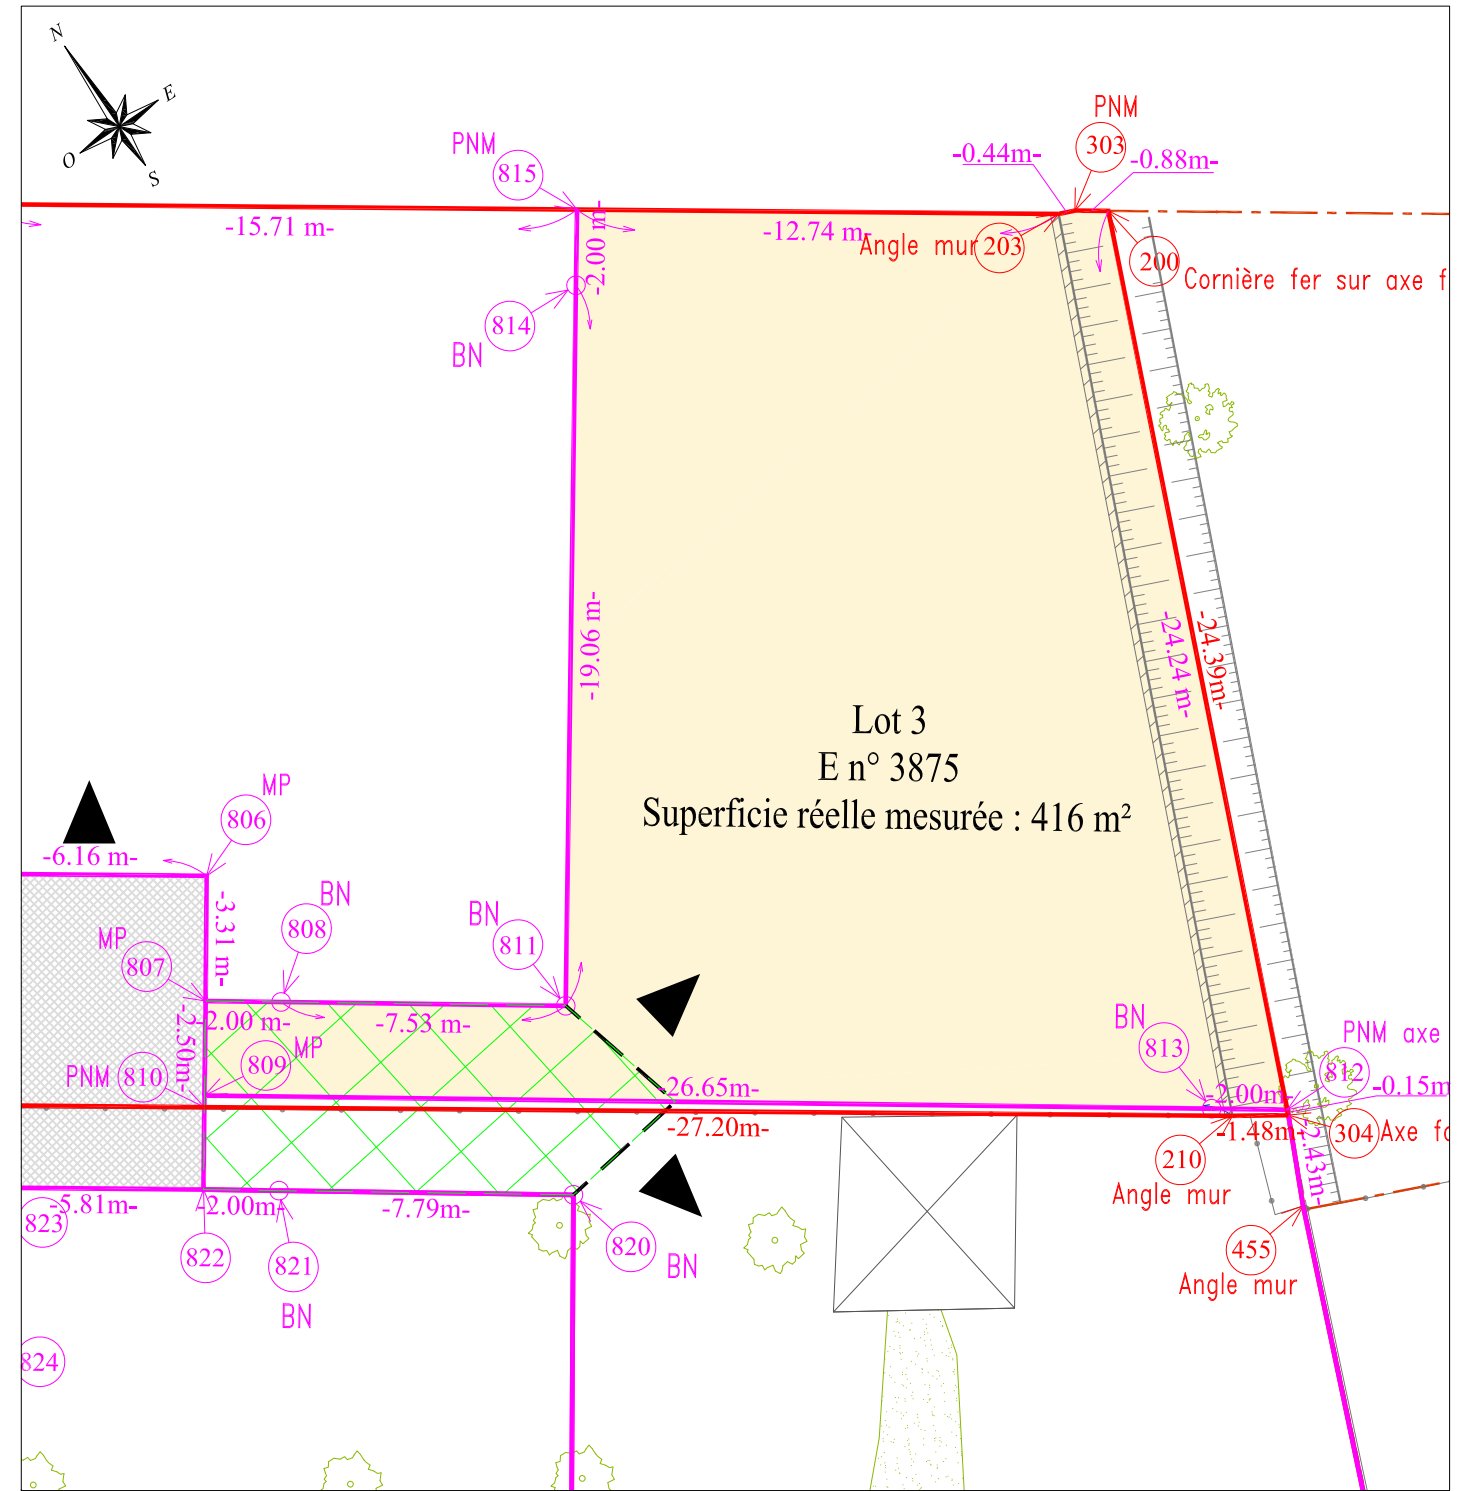 N
E
O
S
PNM
303
-0.44m-
-0.88m-
PNM
815
-15.71 m-
-2.00 m-
-12.74 m-
Angle mur
203
200
Cornière fer sur axe f
814
BN
-19.06 m-
-24.24 m-
-24.39m-
Lot 3
E n° 3875
Superficie réelle mesurée : 416 m²
MP
806
-6.16 m-
-3.31 m-
BN
808
BN
811
MP
807
-2.00 m-
-7.53 m-
-2.50m-
MP
809
PNM
810
BN
813
PNM axe
812
-2.00m-
-0.15m
26.65m-
-27.20m-
-1.48m-
304
Axe fo
210
Angle mur
-2.43m-
-5.81m-
-2.00m-
-7.79m-
823
822
821
BN
820
BN
455
Angle mur
824